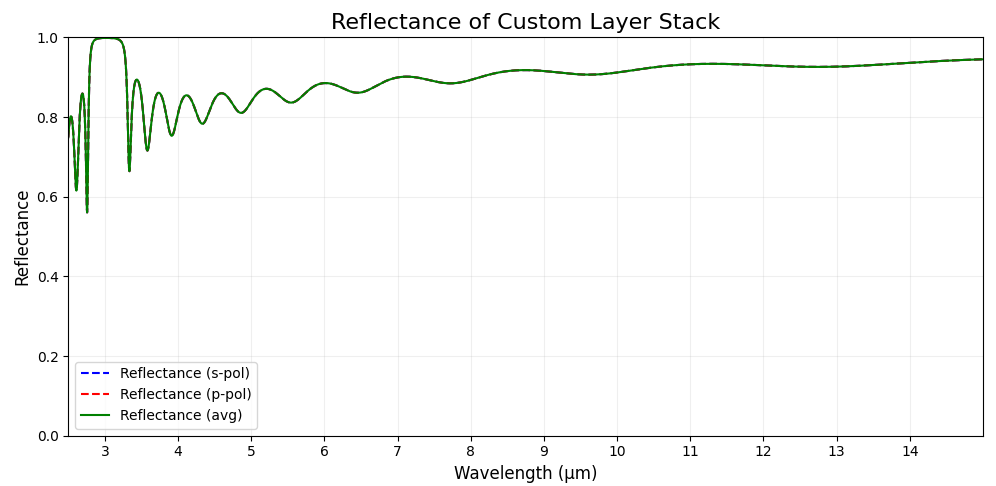 Reflectance of Custom Layer Stack
Reflectance
1.0
0.8
0.6
0.4
0.2
0.0
Reflectance (s-pol)
Reflectance (p-pol)
Reflectance (avg)
3 4 5 6 7 8 9 10 11 12 13 14
Wavelength (μm)